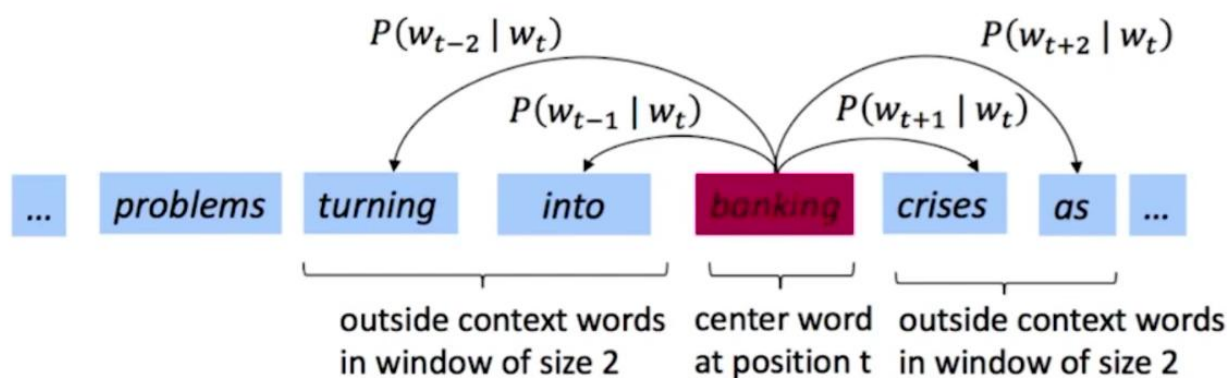 P(w_{t-2} | w_t)
P(w_{t+2} | w_t)
P(w_{t-1} | w_t)
P(w_{t+1} | w_t)
... problems turning into banking crises as ...
outside context words center word outside context words
in window of size 2 at position t in window of size 2